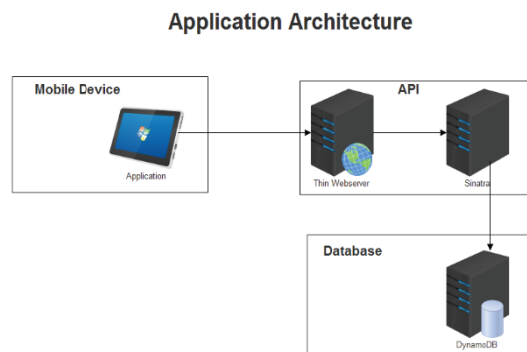 Application Architecture
Mobile Device
Application
API
Thin Webserver
Sinatra
Database
DynamoDB